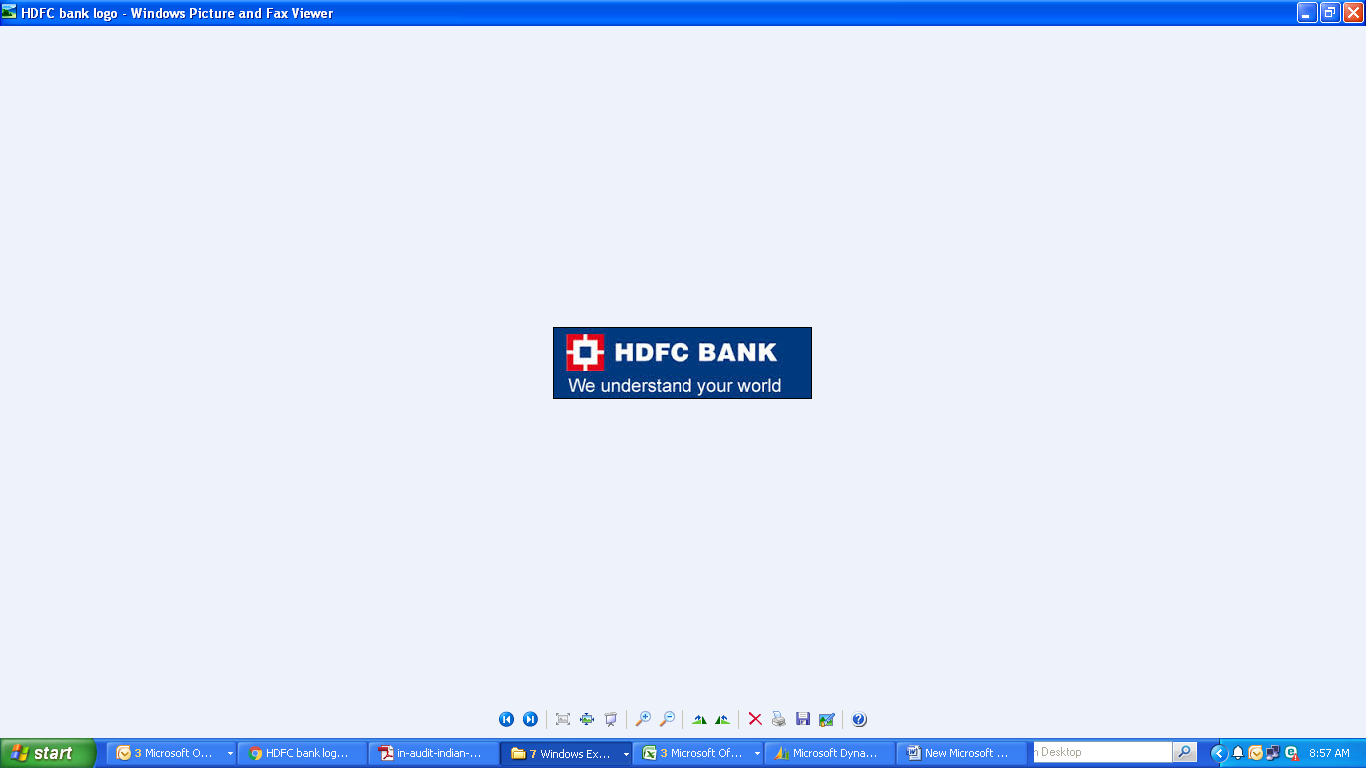 HDFC bank logo - Windows Picture and Fax Viewer
HDFC BANK
We understand your world
start
3 Microsoft O...
HDFC bank log...
in-audit-indian-...
7 Windows Ex...
3 Microsoft Of...
Microsoft Dyna...
New Microsoft ...
Desktop
8:57 AM